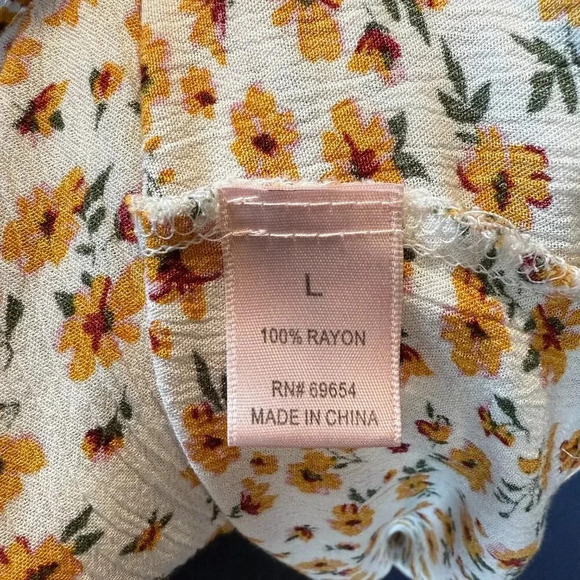 L
100% RAYON
RN# 69654
MADE IN CHINA